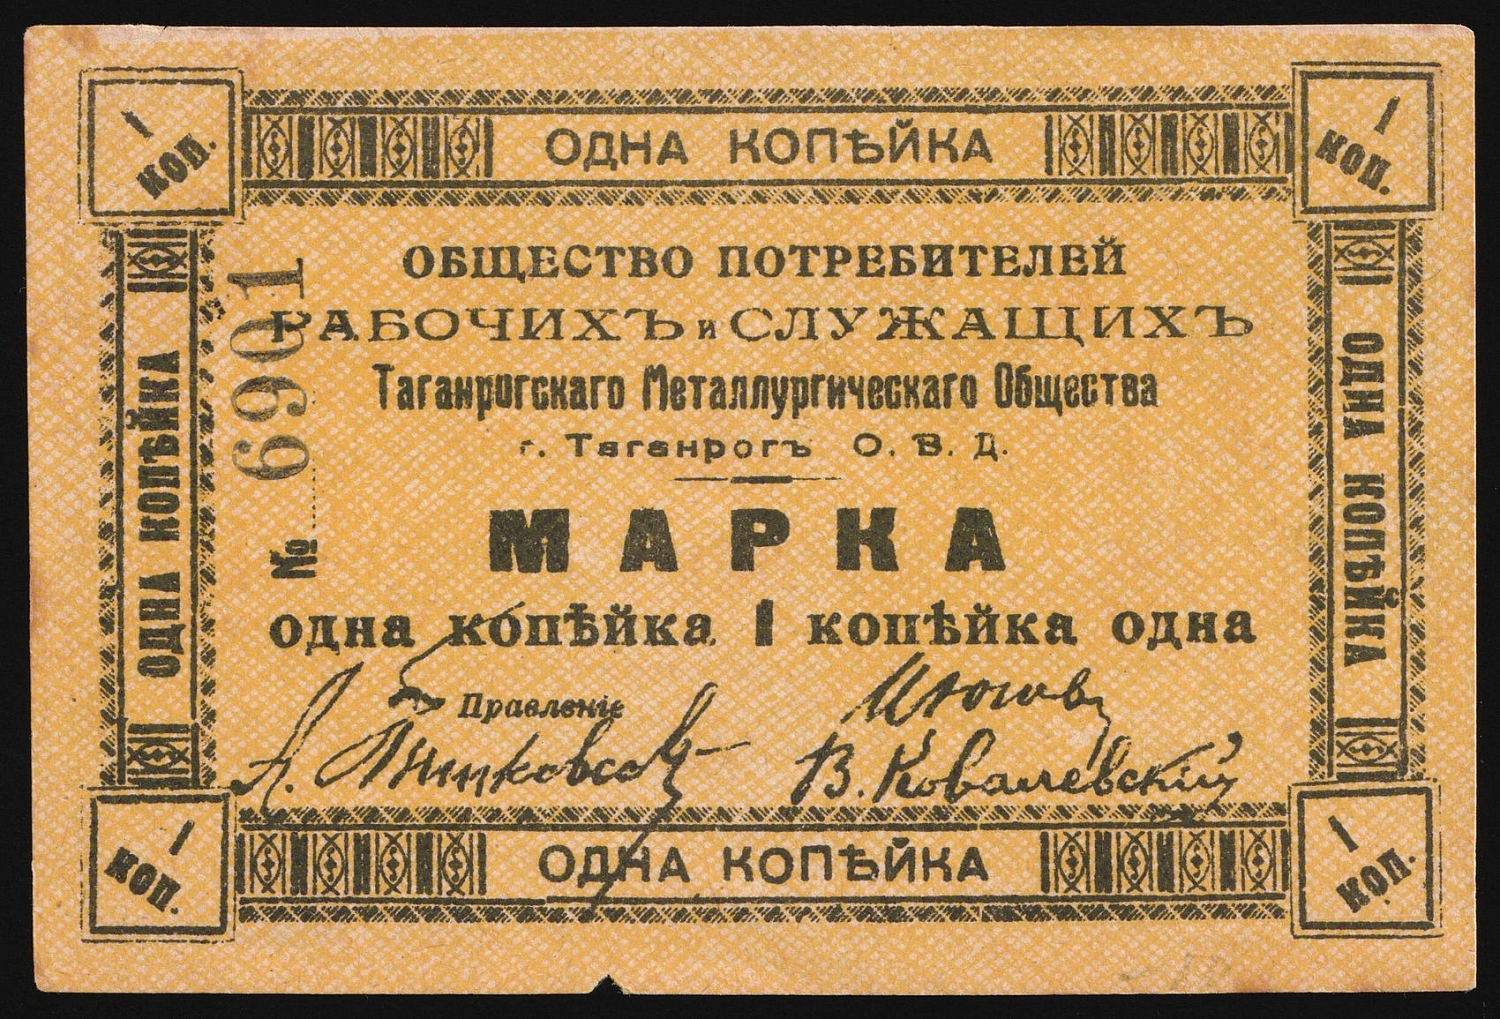 1 КОП.
ОДНА КОПѢЙКА
1 КОП.
ОБЩЕСТВО ПОТРЕБИТЕЛЕЙ
РАБОЧИХЪ и СЛУЖАЩИХЪ
Таганрогскаго Металлургическаго Общества
г. Таганрогъ О. В. Д.
МАРКА
одна копѣйка 1 копѣйка одна
Правленіе
В. Ковалевскій
№ 6901
ОДНА КОПѢЙКА
ОДНА КОПѢЙКА
1 КОП.
ОДНА КОПѢЙКА
1 КОП.